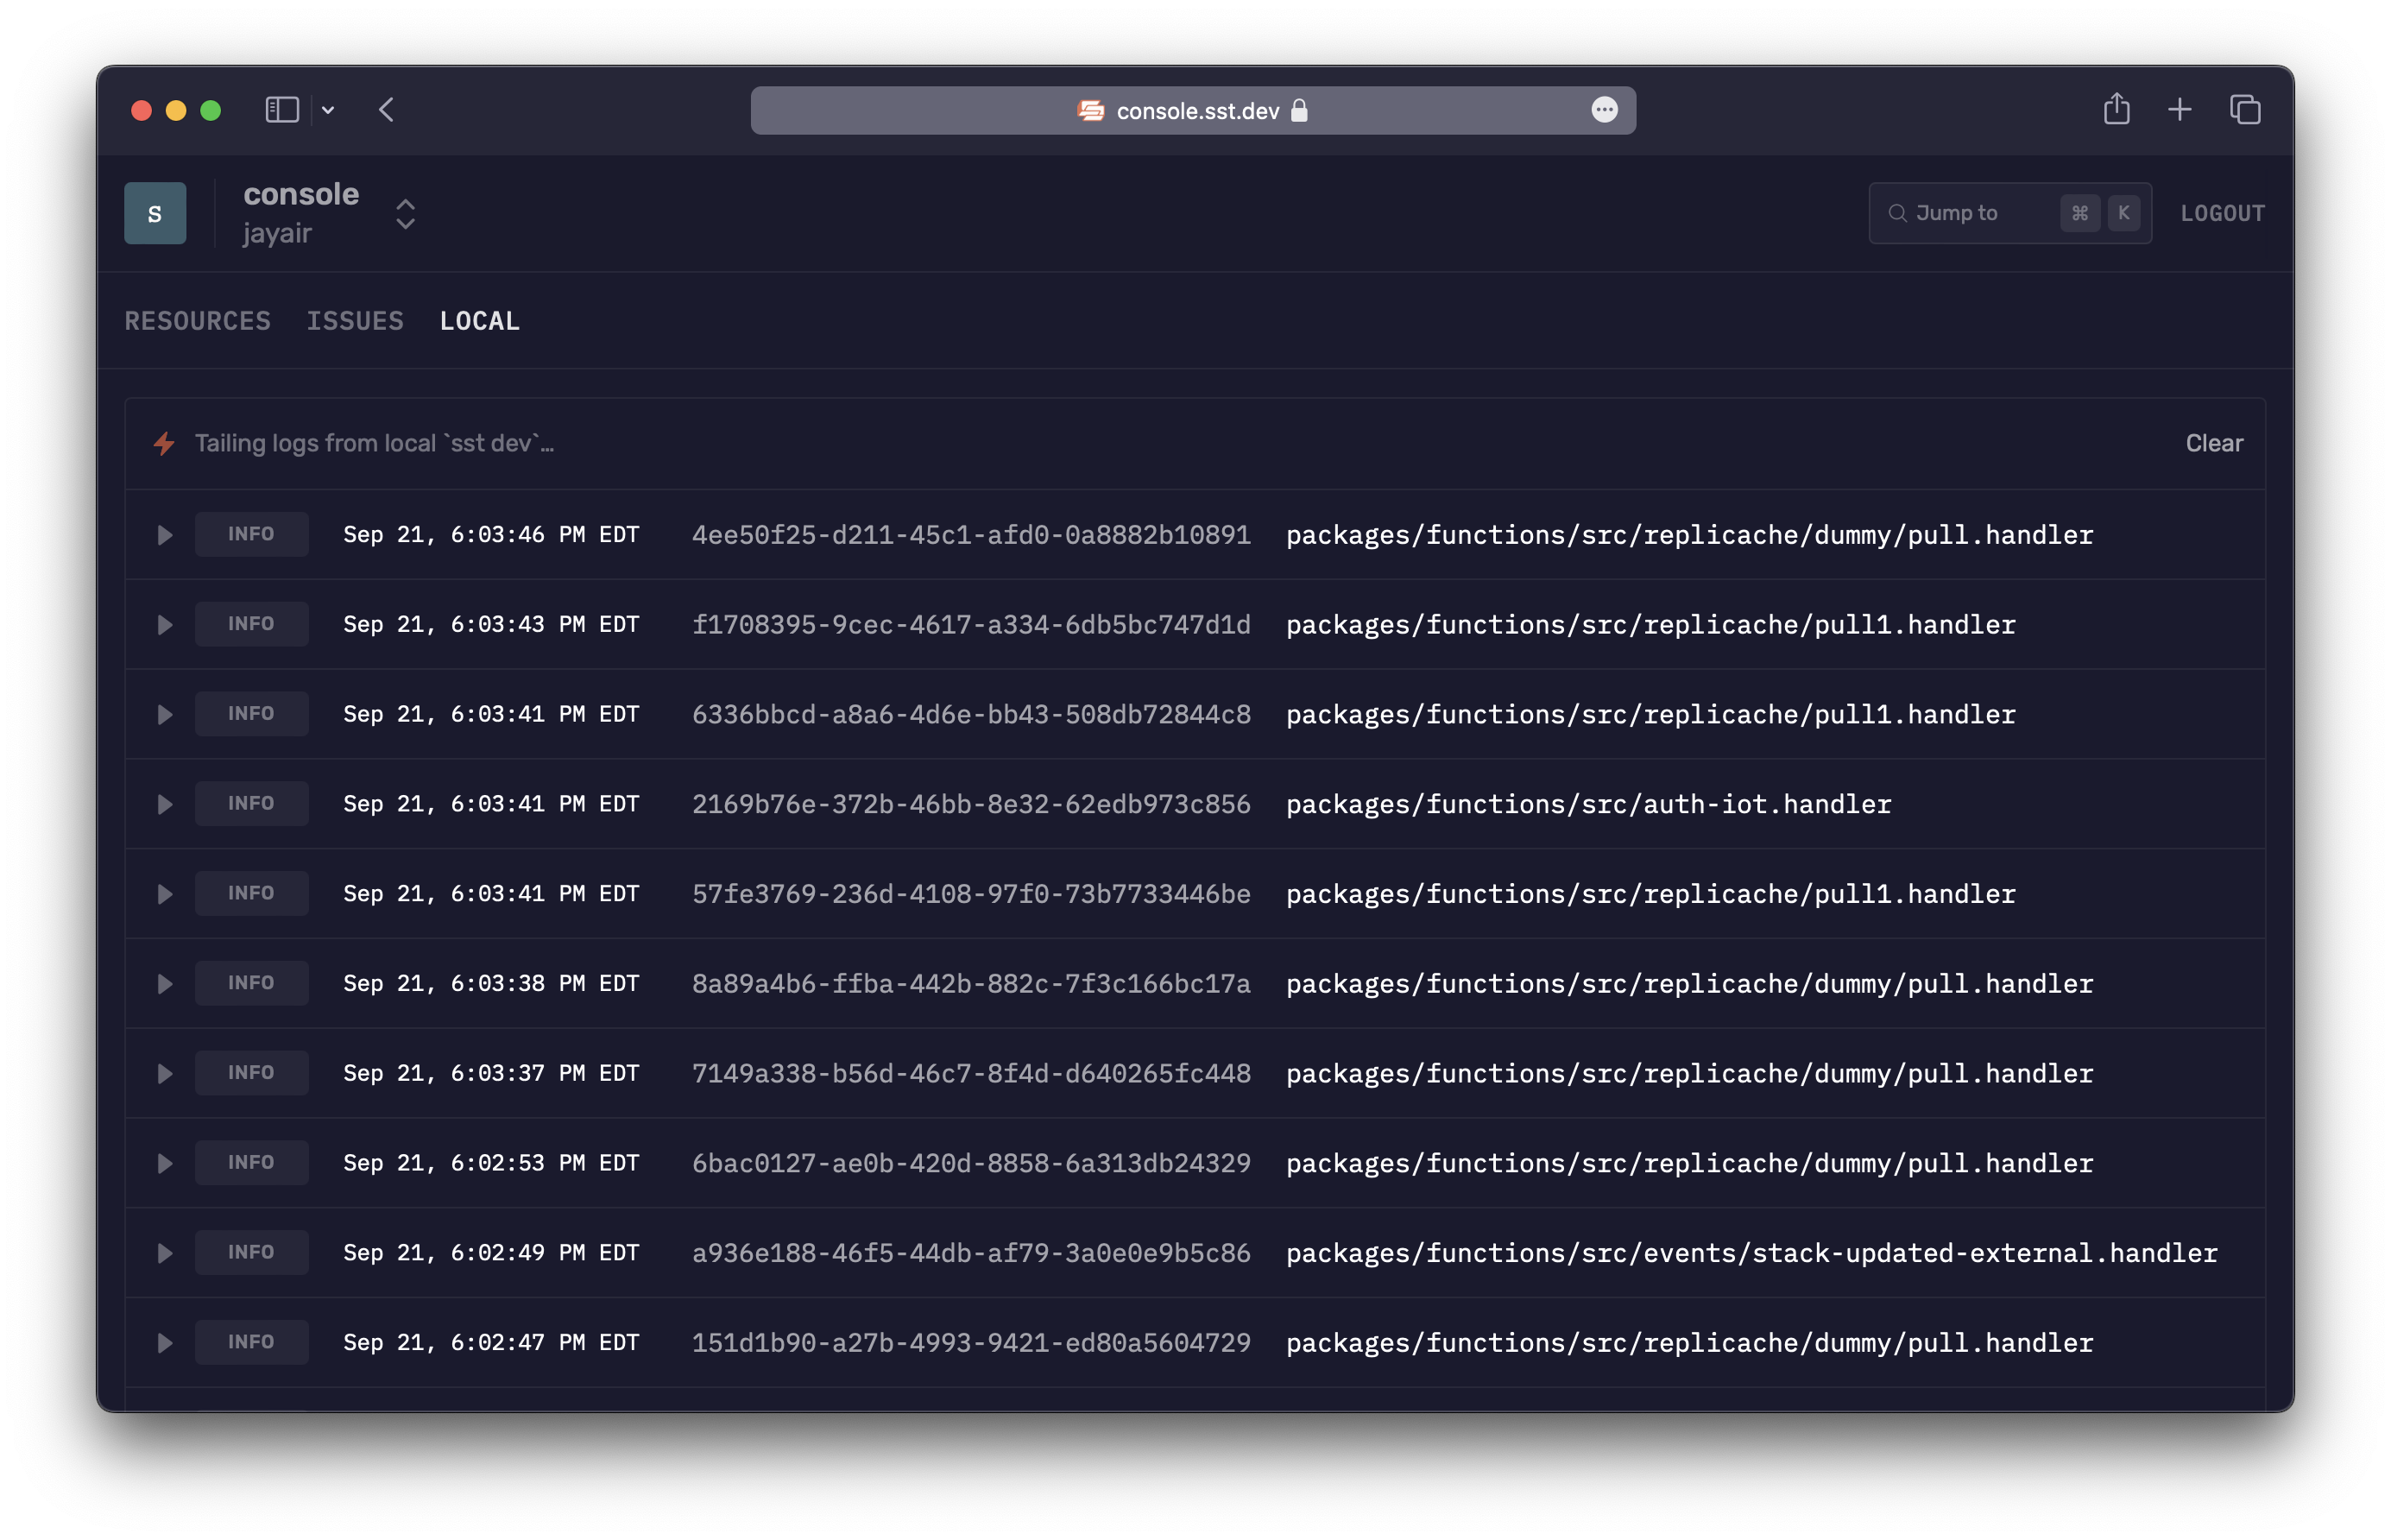 console.sst.dev
S
console
jayair
Jump to ⌘ K
LOGOUT
RESOURCES ISSUES LOCAL
Tailing logs from local `sst dev`… Clear
INFO Sep 21, 6:03:46 PM EDT 4ee50f25-d211-45c1-afd0-0a8882b10891 packages/functions/src/replicache/dummy/pull.handler
INFO Sep 21, 6:03:43 PM EDT f1708395-9cec-4617-a334-6db5bc747d1d packages/functions/src/replicache/pull1.handler
INFO Sep 21, 6:03:41 PM EDT 6336bbcd-a8a6-4d6e-bb43-508db72844c8 packages/functions/src/replicache/pull1.handler
INFO Sep 21, 6:03:41 PM EDT 2169b76e-372b-46bb-8e32-62edb973c856 packages/functions/src/auth-iot.handler
INFO Sep 21, 6:03:41 PM EDT 57fe3769-236d-4108-97f0-73b7733446be packages/functions/src/replicache/pull1.handler
INFO Sep 21, 6:03:38 PM EDT 8a89a4b6-ffba-442b-882c-7f3c166bc17a packages/functions/src/replicache/dummy/pull.handler
INFO Sep 21, 6:03:37 PM EDT 7149a338-b56d-46c7-8f4d-d640265fc448 packages/functions/src/replicache/dummy/pull.handler
INFO Sep 21, 6:02:53 PM EDT 6bac0127-ae0b-420d-8858-6a313db24329 packages/functions/src/replicache/dummy/pull.handler
INFO Sep 21, 6:02:49 PM EDT a936e188-46f5-44db-af79-3a0e0e9b5c86 packages/functions/src/events/stack-updated-external.handler
INFO Sep 21, 6:02:47 PM EDT 151d1b90-a27b-4993-9421-ed80a5604729 packages/functions/src/replicache/dummy/pull.handler